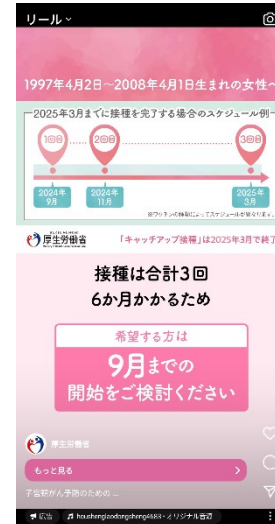 リール
1997年4月2日～2008年4月1日生まれの女性へ
2025年3月までに接種を完了する場合のスケジュール例
1回目 2回目 3回目
2024年9月 2024年11月 2025年3月
※ワクチンの種類によってスケジュールが異なります。
厚生労働省 「キャッチアップ接種」は2025年3月で終了
接種は合計3回
6か月かかるため
希望する方は
9月までの
開始をご検討ください
厚生労働省
もっと見る
子宮頸がん予防のための ...
広告 houshenglaodongsheng4683・オリジナル音源